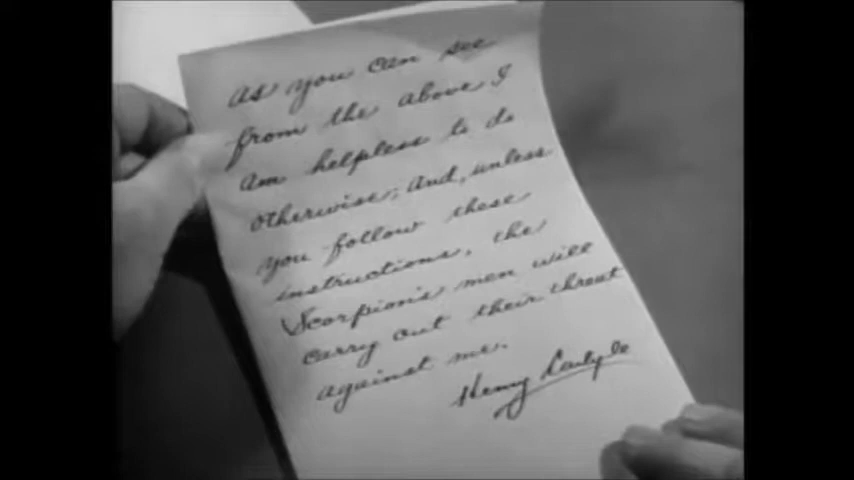 As you can see
from the above I
am helpless to do
otherwise, and, unless
you follow these
instructions, the
Scorpion's men will
carry out their threat
against me.
Henry Carlyle